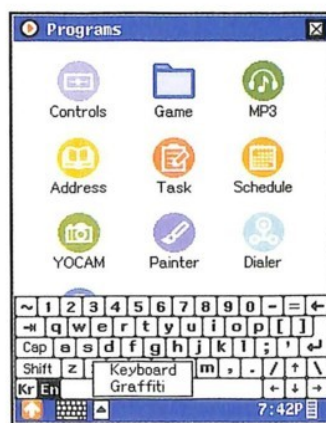 Programs
Controls Game MP3
Address Task Schedule
YOCAM Painter Dialer
~ 1 2 3 4 5 6 7 8 9 0 - = ←
⇥ q w e r t y u i o p [ ]
Cap a s d f g h j k l ; ' ↵
Shift z m , . / ↑ \
Keyboard
Graffiti
Kr En ← ↓ →
7:42P